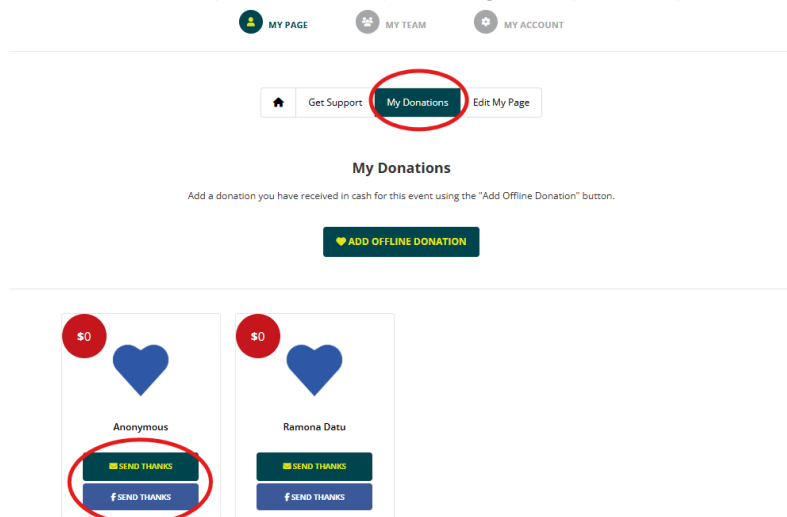 MY PAGE MY TEAM MY ACCOUNT
Get Support My Donations Edit My Page
My Donations
Add a donation you have received in cash for this event using the "Add Offline Donation" button.
ADD OFFLINE DONATION
$0 $0
Anonymous Ramona Datu
SEND THANKS SEND THANKS
SEND THANKS SEND THANKS